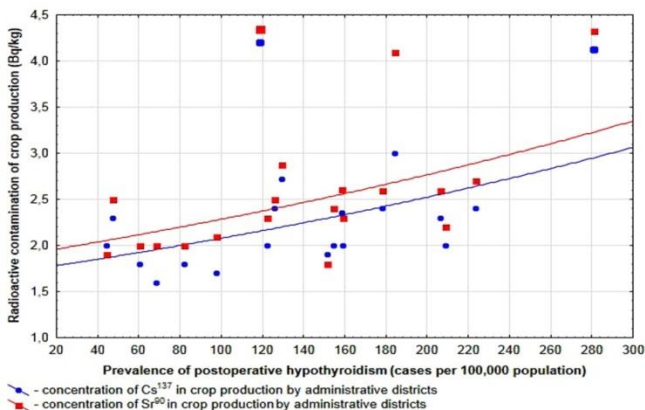 4.5
4.0
3.5
3.0
2.5
2.0
1.5
1.0
Radioactive contamination of crop production (Bq/kg)
20 40 60 80 100 120 140 160 180 200 220 240 260 280 300
Prevalence of postoperative hypothyroidism (cases per 100,000 population)
- concentration of Cs¹³⁷ in crop production by administrative districts
- concentration of Sr⁹⁰ in crop production by administrative districts